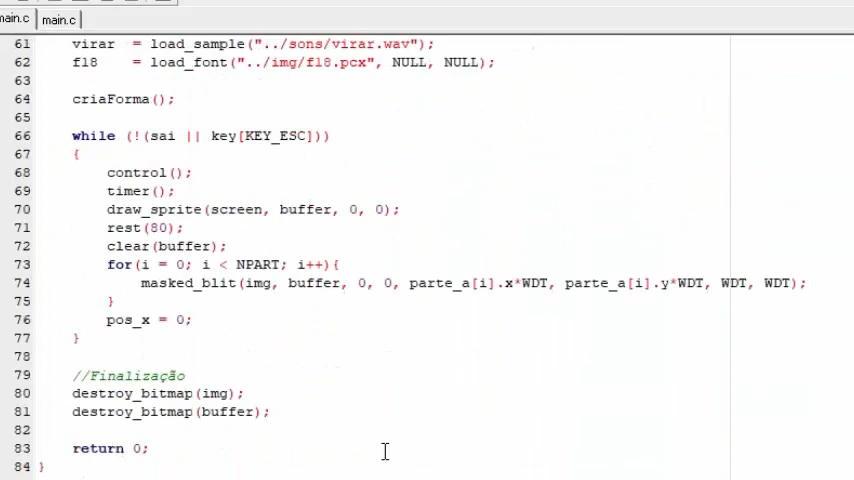 main.c main.c
61 virar = load_sample("../sons/virar.wav");
62 f18 = load_font("../img/f18.pcx", NULL, NULL);
63
64 criaForma();
65
66 while (!(sai || key[KEY_ESC]))
67 {
68 control();
69 timer();
70 draw_sprite(screen, buffer, 0, 0);
71 rest(80);
72 clear(buffer);
73 for(i = 0; i < NPART; i++){
74 masked_blit(img, buffer, 0, 0, parte_a[i].x*WDT, parte_a[i].y*WDT, WDT, WDT);
75 }
76 pos_x = 0;
77 }
78
79 //Finalização
80 destroy_bitmap(img);
81 destroy_bitmap(buffer);
82
83 return 0;
84 }